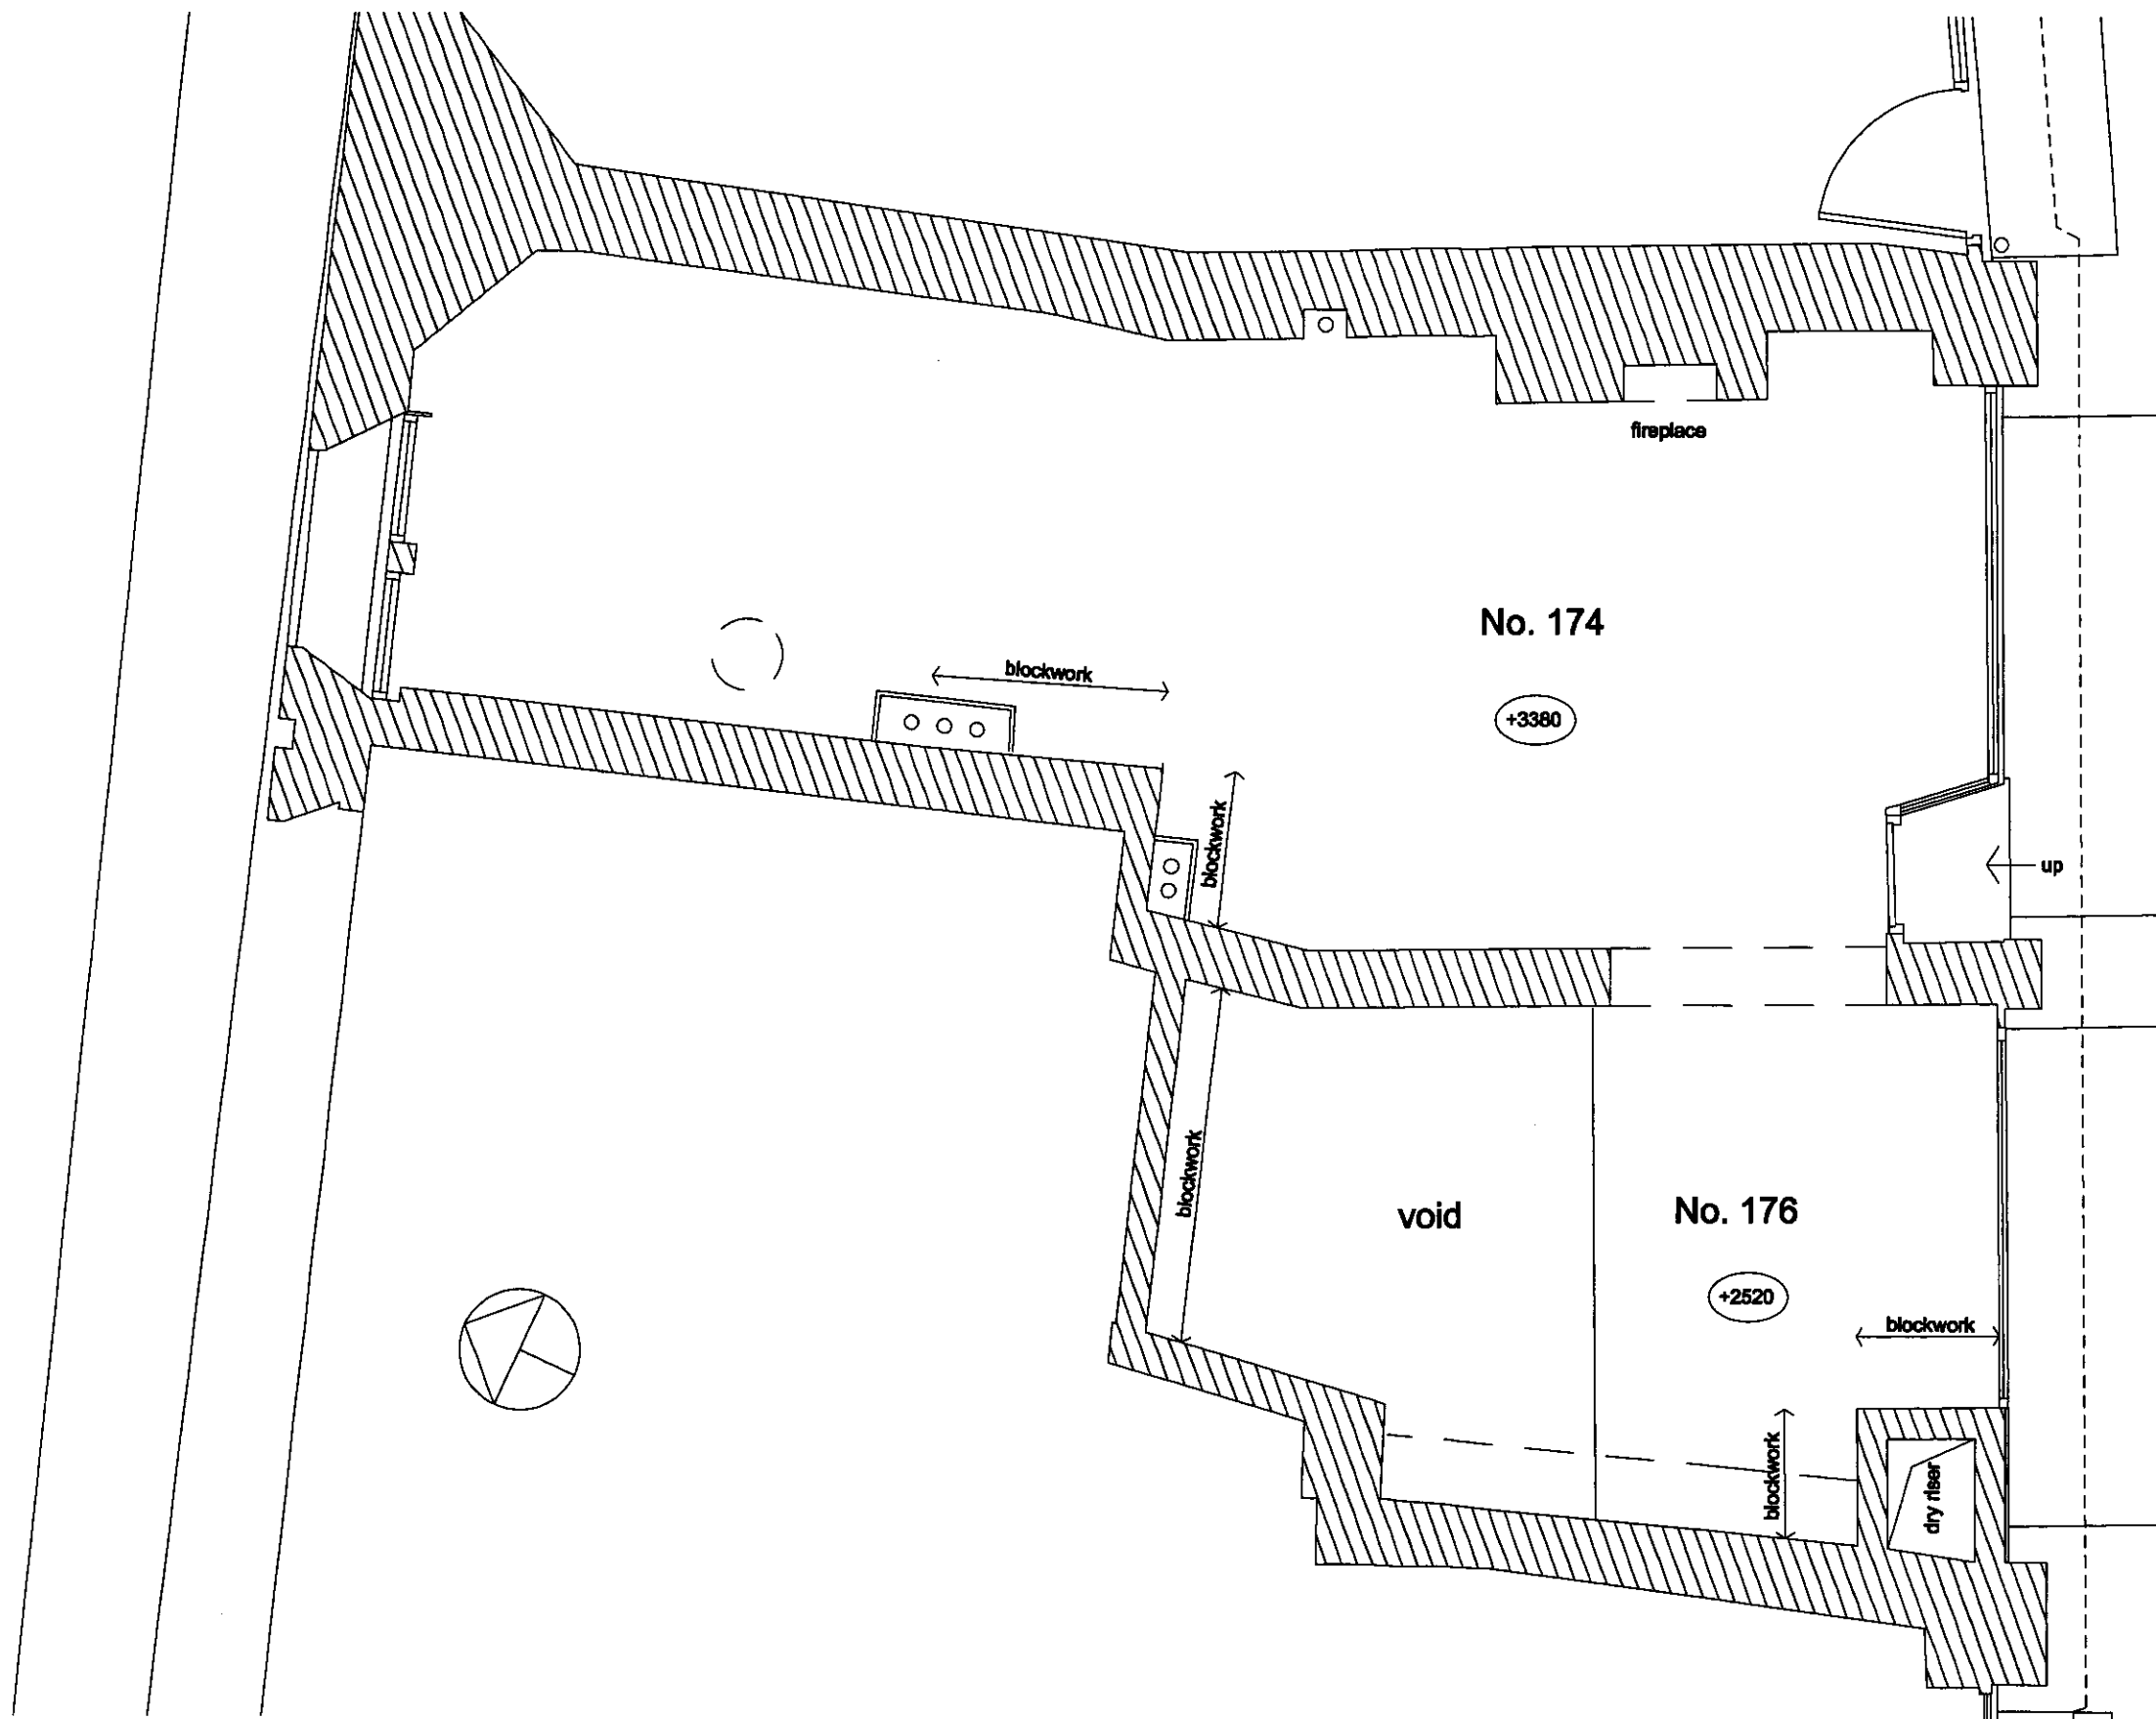 fireplace
No. 174
blockwork
+3380
blockwork
up
blockwork
void
No. 176
+2520
blockwork
blockwork
dry riser